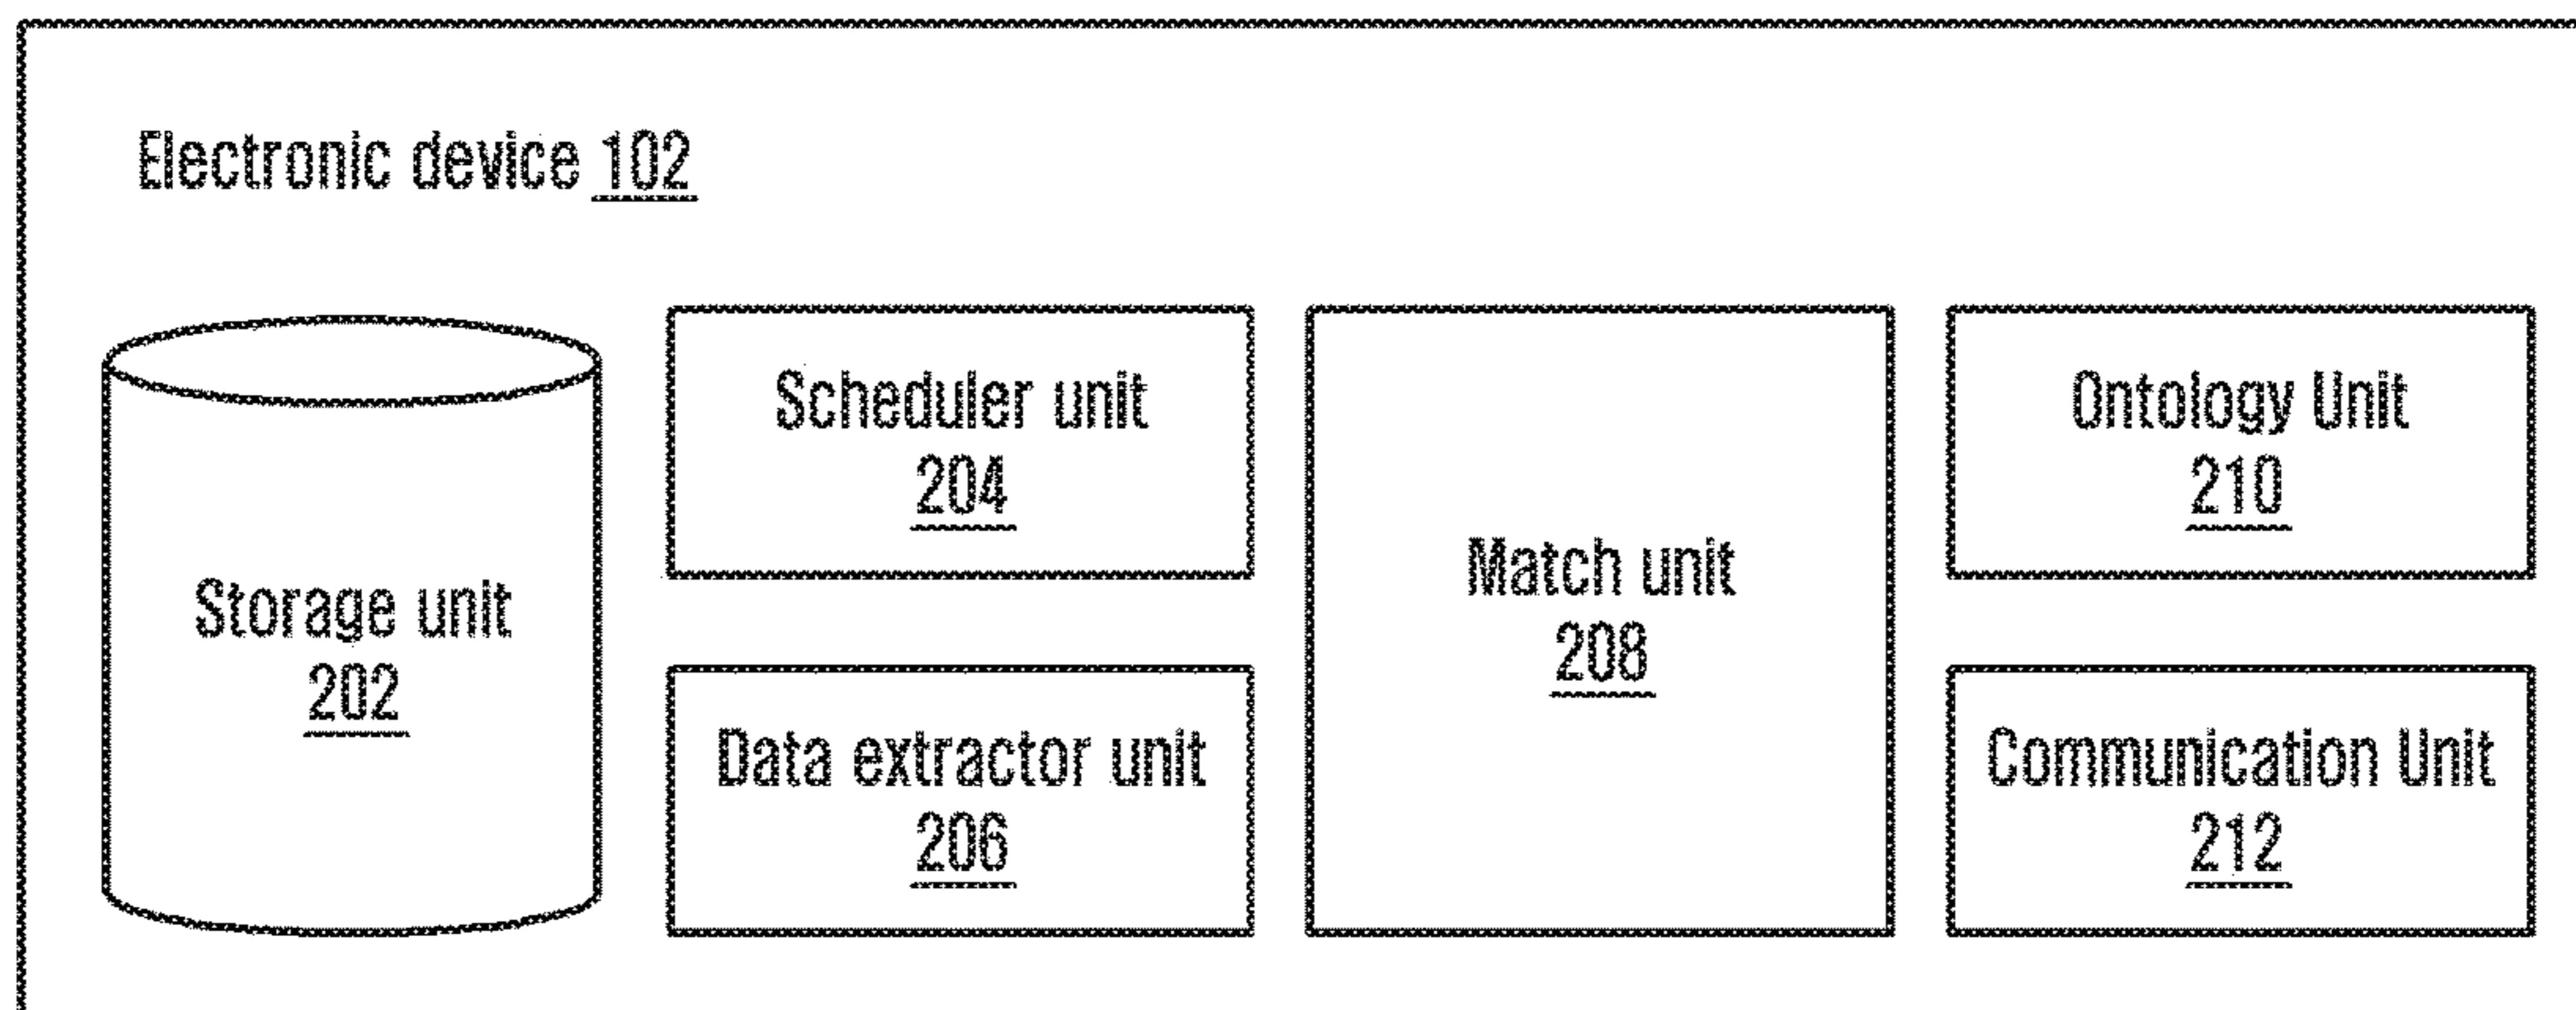 Electronic device 102
Storage unit
202
Scheduler unit
204
Data extractor unit
206
Match unit
208
Ontology Unit
210
Communication Unit
212